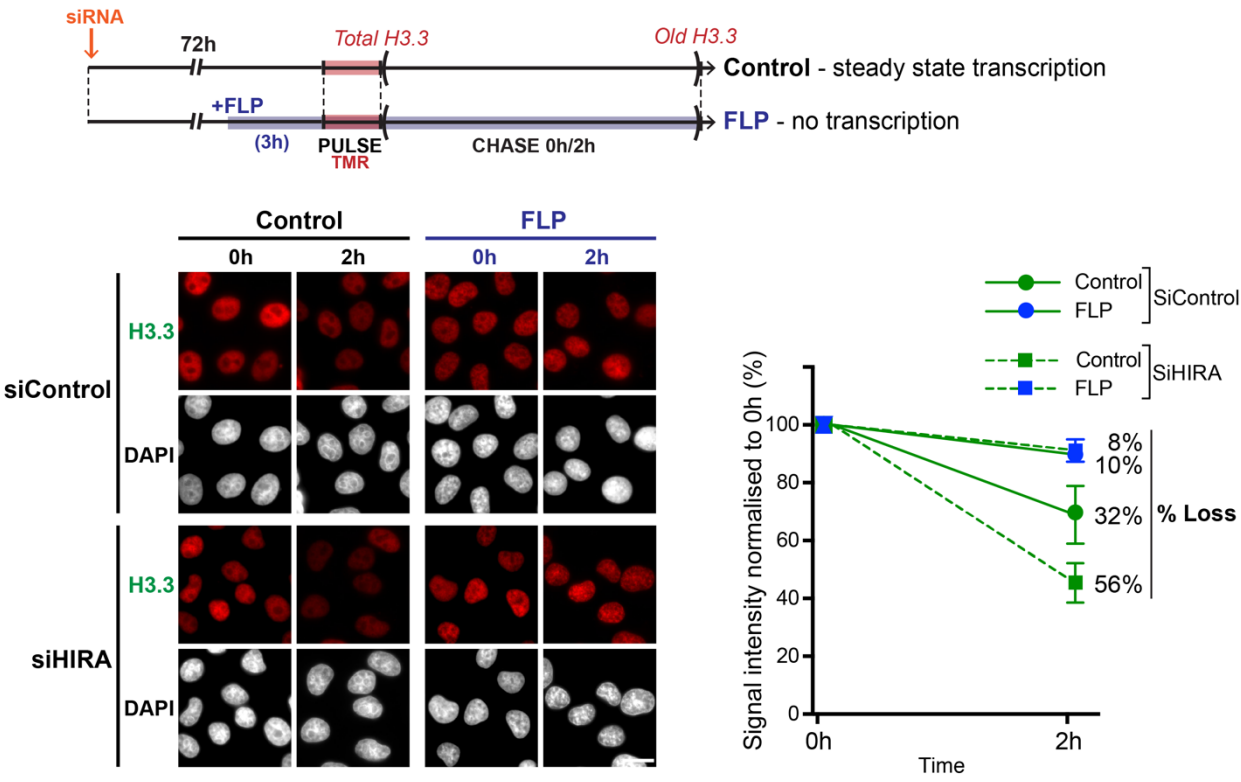 siRNA
72h
Total H3.3
Old H3.3
Control - steady state transcription
+FLP
FLP - no transcription
(3h)
PULSE
TMR
CHASE 0h/2h
Control
FLP
0h
2h
0h
2h
siControl
H3.3
DAPI
siHIRA
H3.3
DAPI
Control
FLP
SiControl
Control
FLP
SiHIRA
Signal intensity normalised to 0h (%)
100
80
60
40
20
0
8%
10%
32%
56%
% Loss
0h
2h
Time